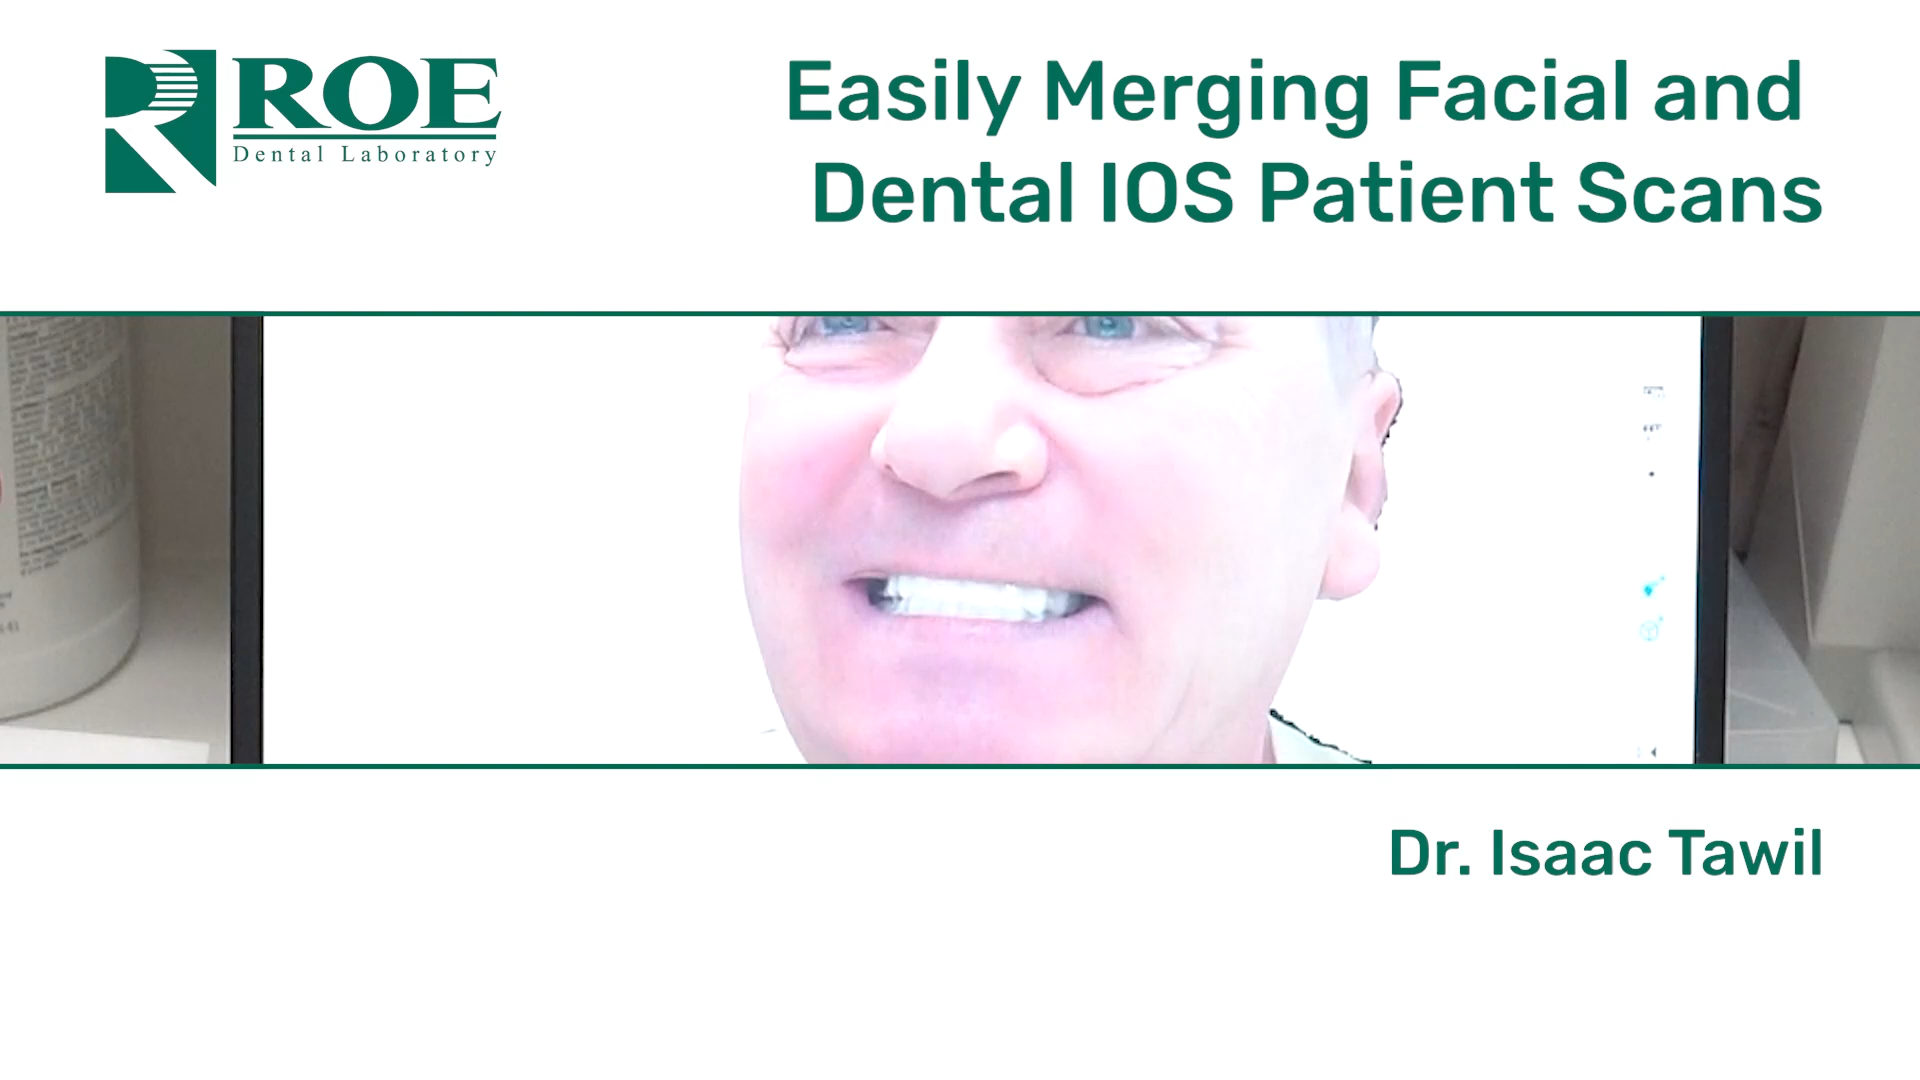 ROE
Dental Laboratory
Easily Merging Facial and
Dental IOS Patient Scans
Dr. Isaac Tawil